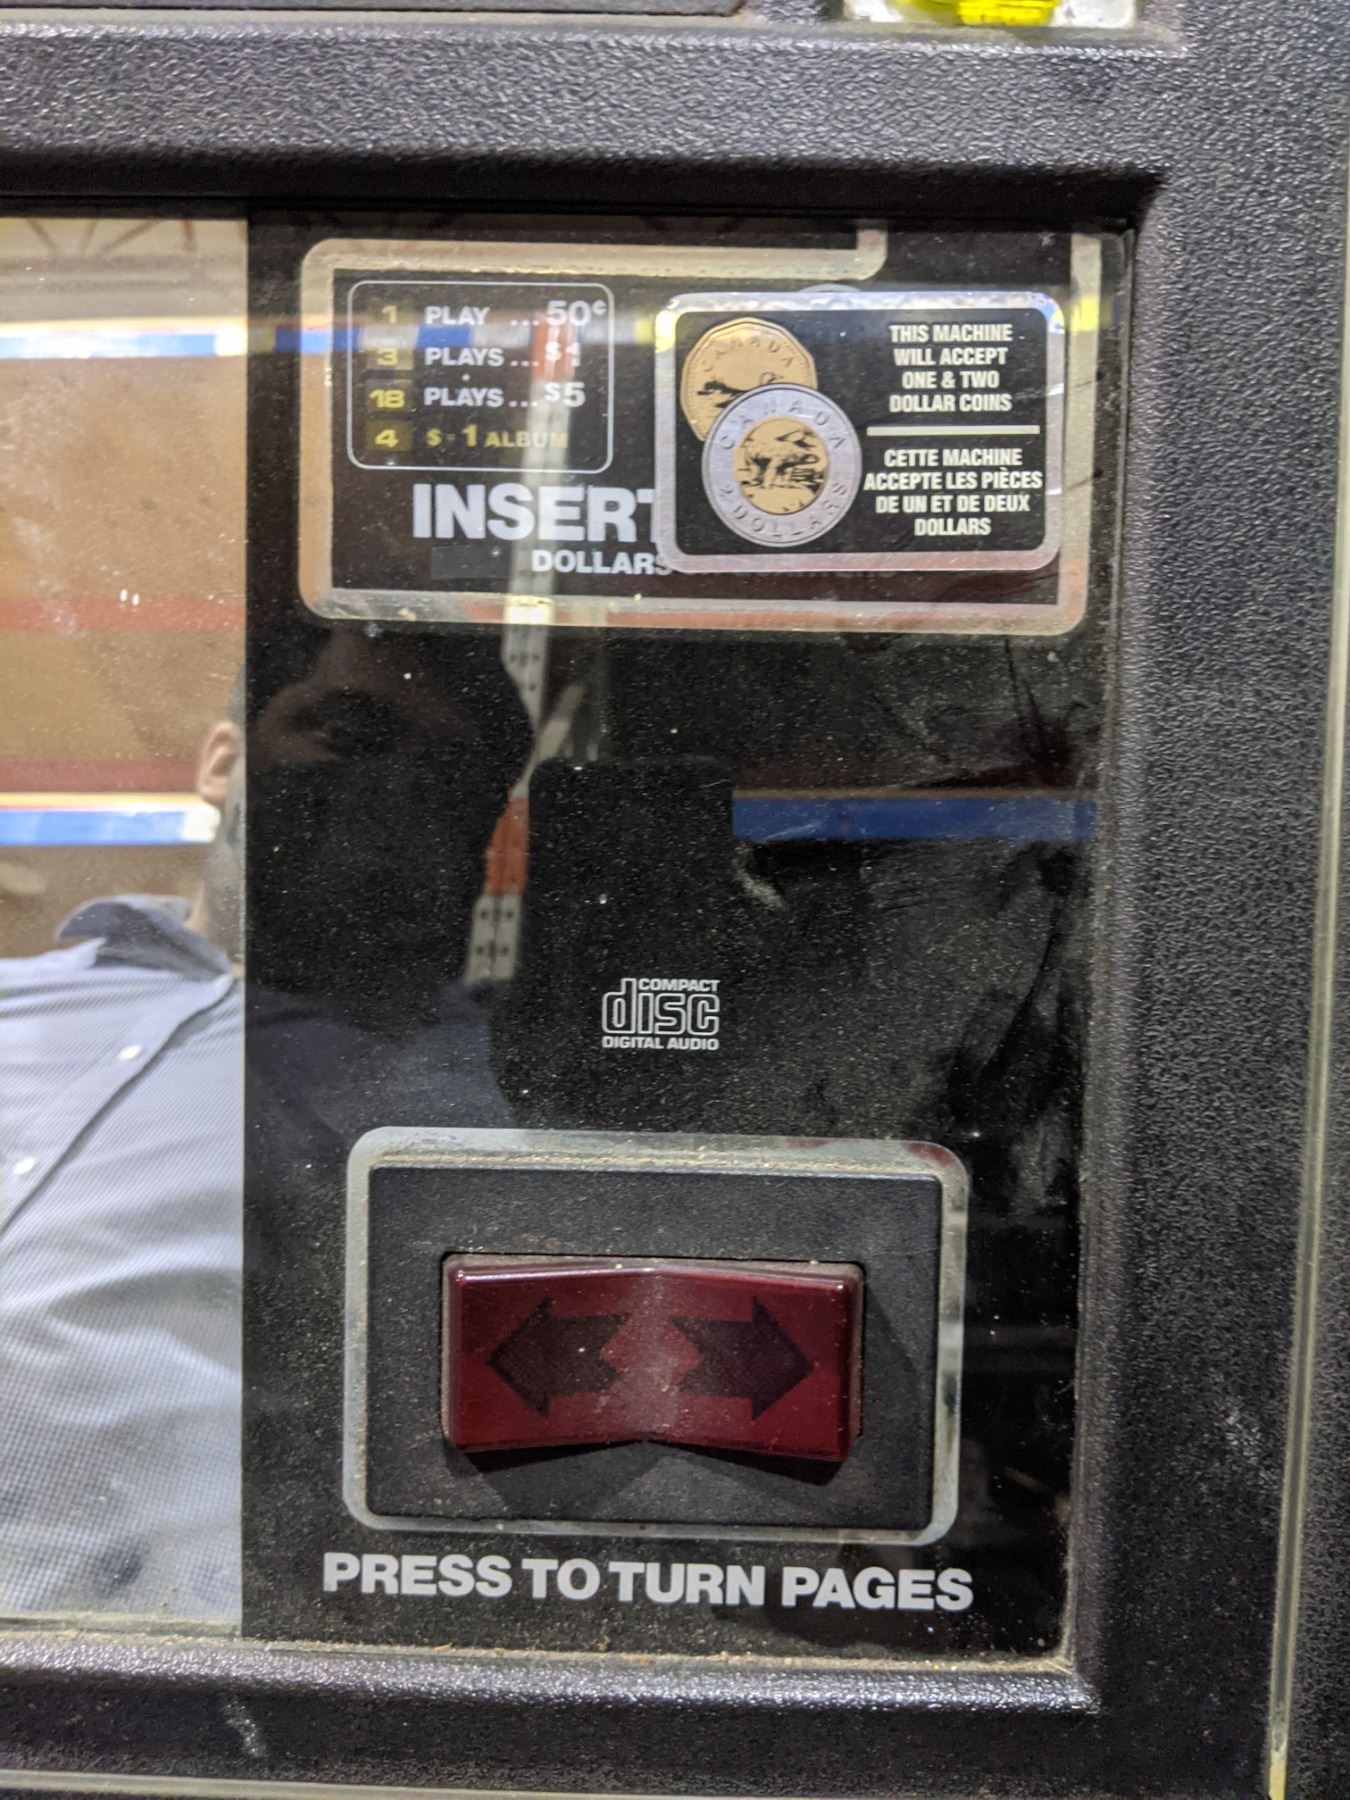 1 PLAY ... 50¢
3 PLAYS ... $1
18 PLAYS ... $5
4 $ - 1 ALBUM
INSERT
DOLLARS
CANADA
CANADA
2 DOLLARS
THIS MACHINE
WILL ACCEPT
ONE & TWO
DOLLAR COINS
CETTE MACHINE
ACCEPTE LES PIÈCES
DE UN ET DE DEUX
DOLLARS
COMPACT
disc
DIGITAL AUDIO
PRESS TO TURN PAGES